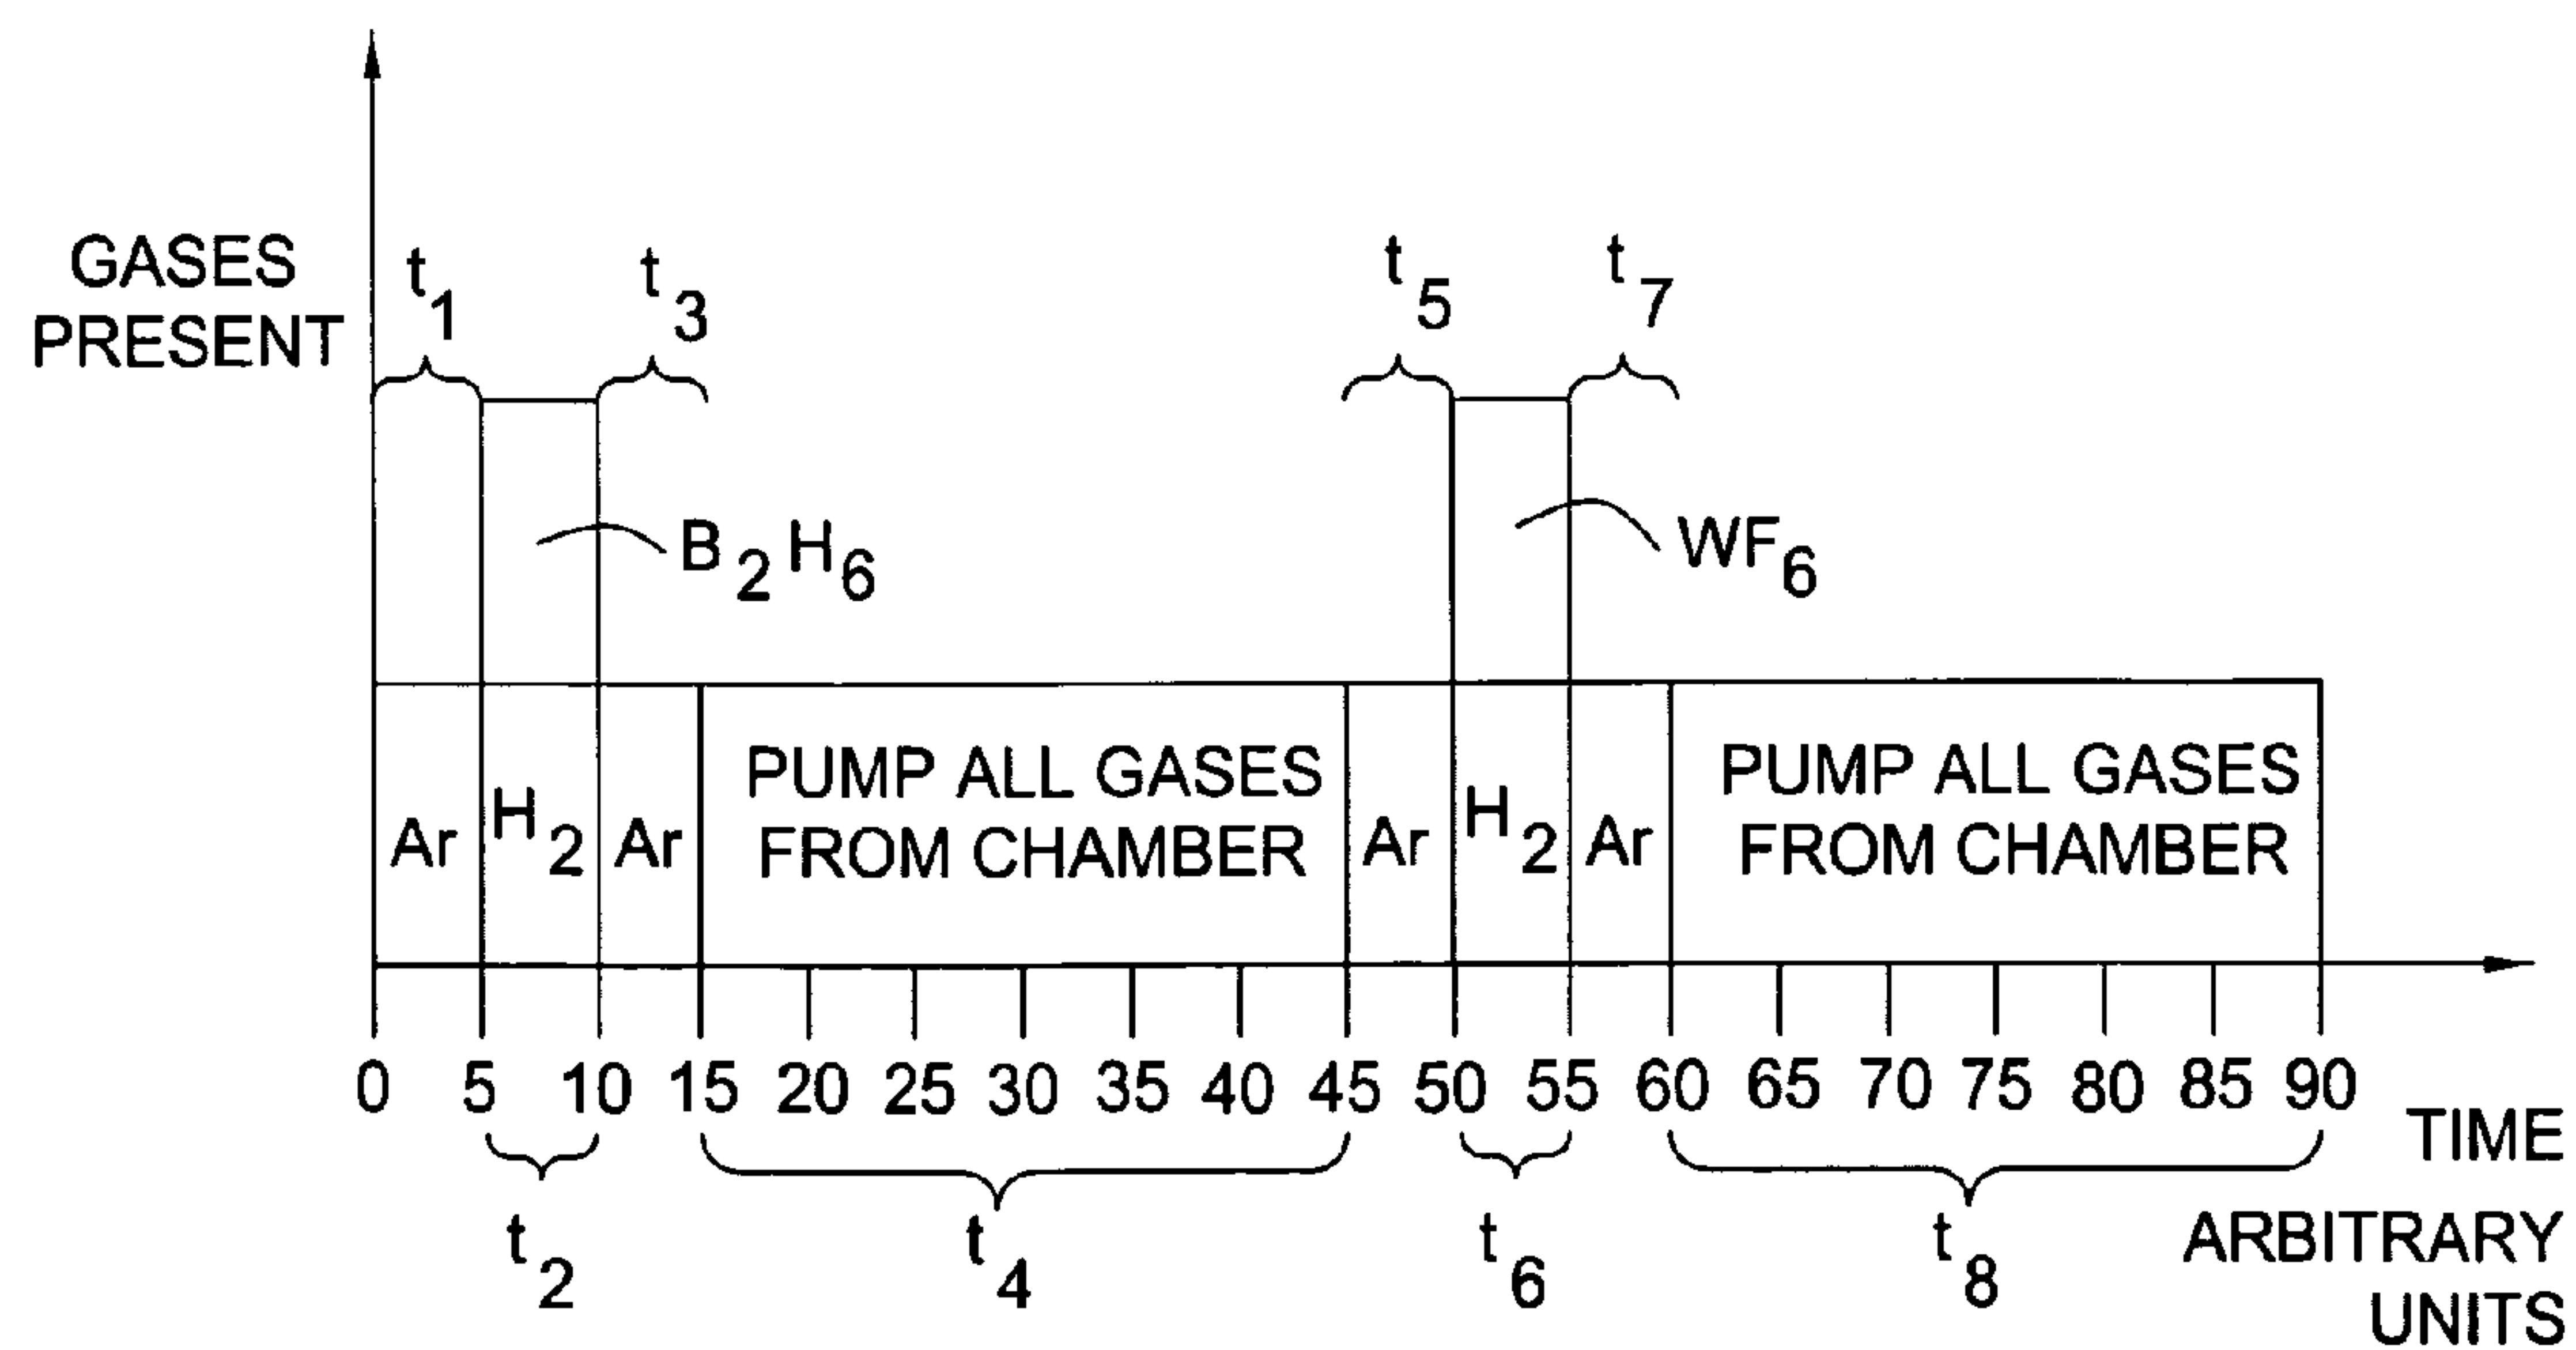 GASES
PRESENT
t1
t3
t5
t7
B2H6
WF6
Ar
H2
Ar
PUMP ALL GASES
FROM CHAMBER
Ar
H2
Ar
PUMP ALL GASES
FROM CHAMBER
0 5 10 15 20 25 30 35 40 45 50 55 60 65 70 75 80 85 90
TIME
t2
t4
t6
t8
ARBITRARY
UNITS